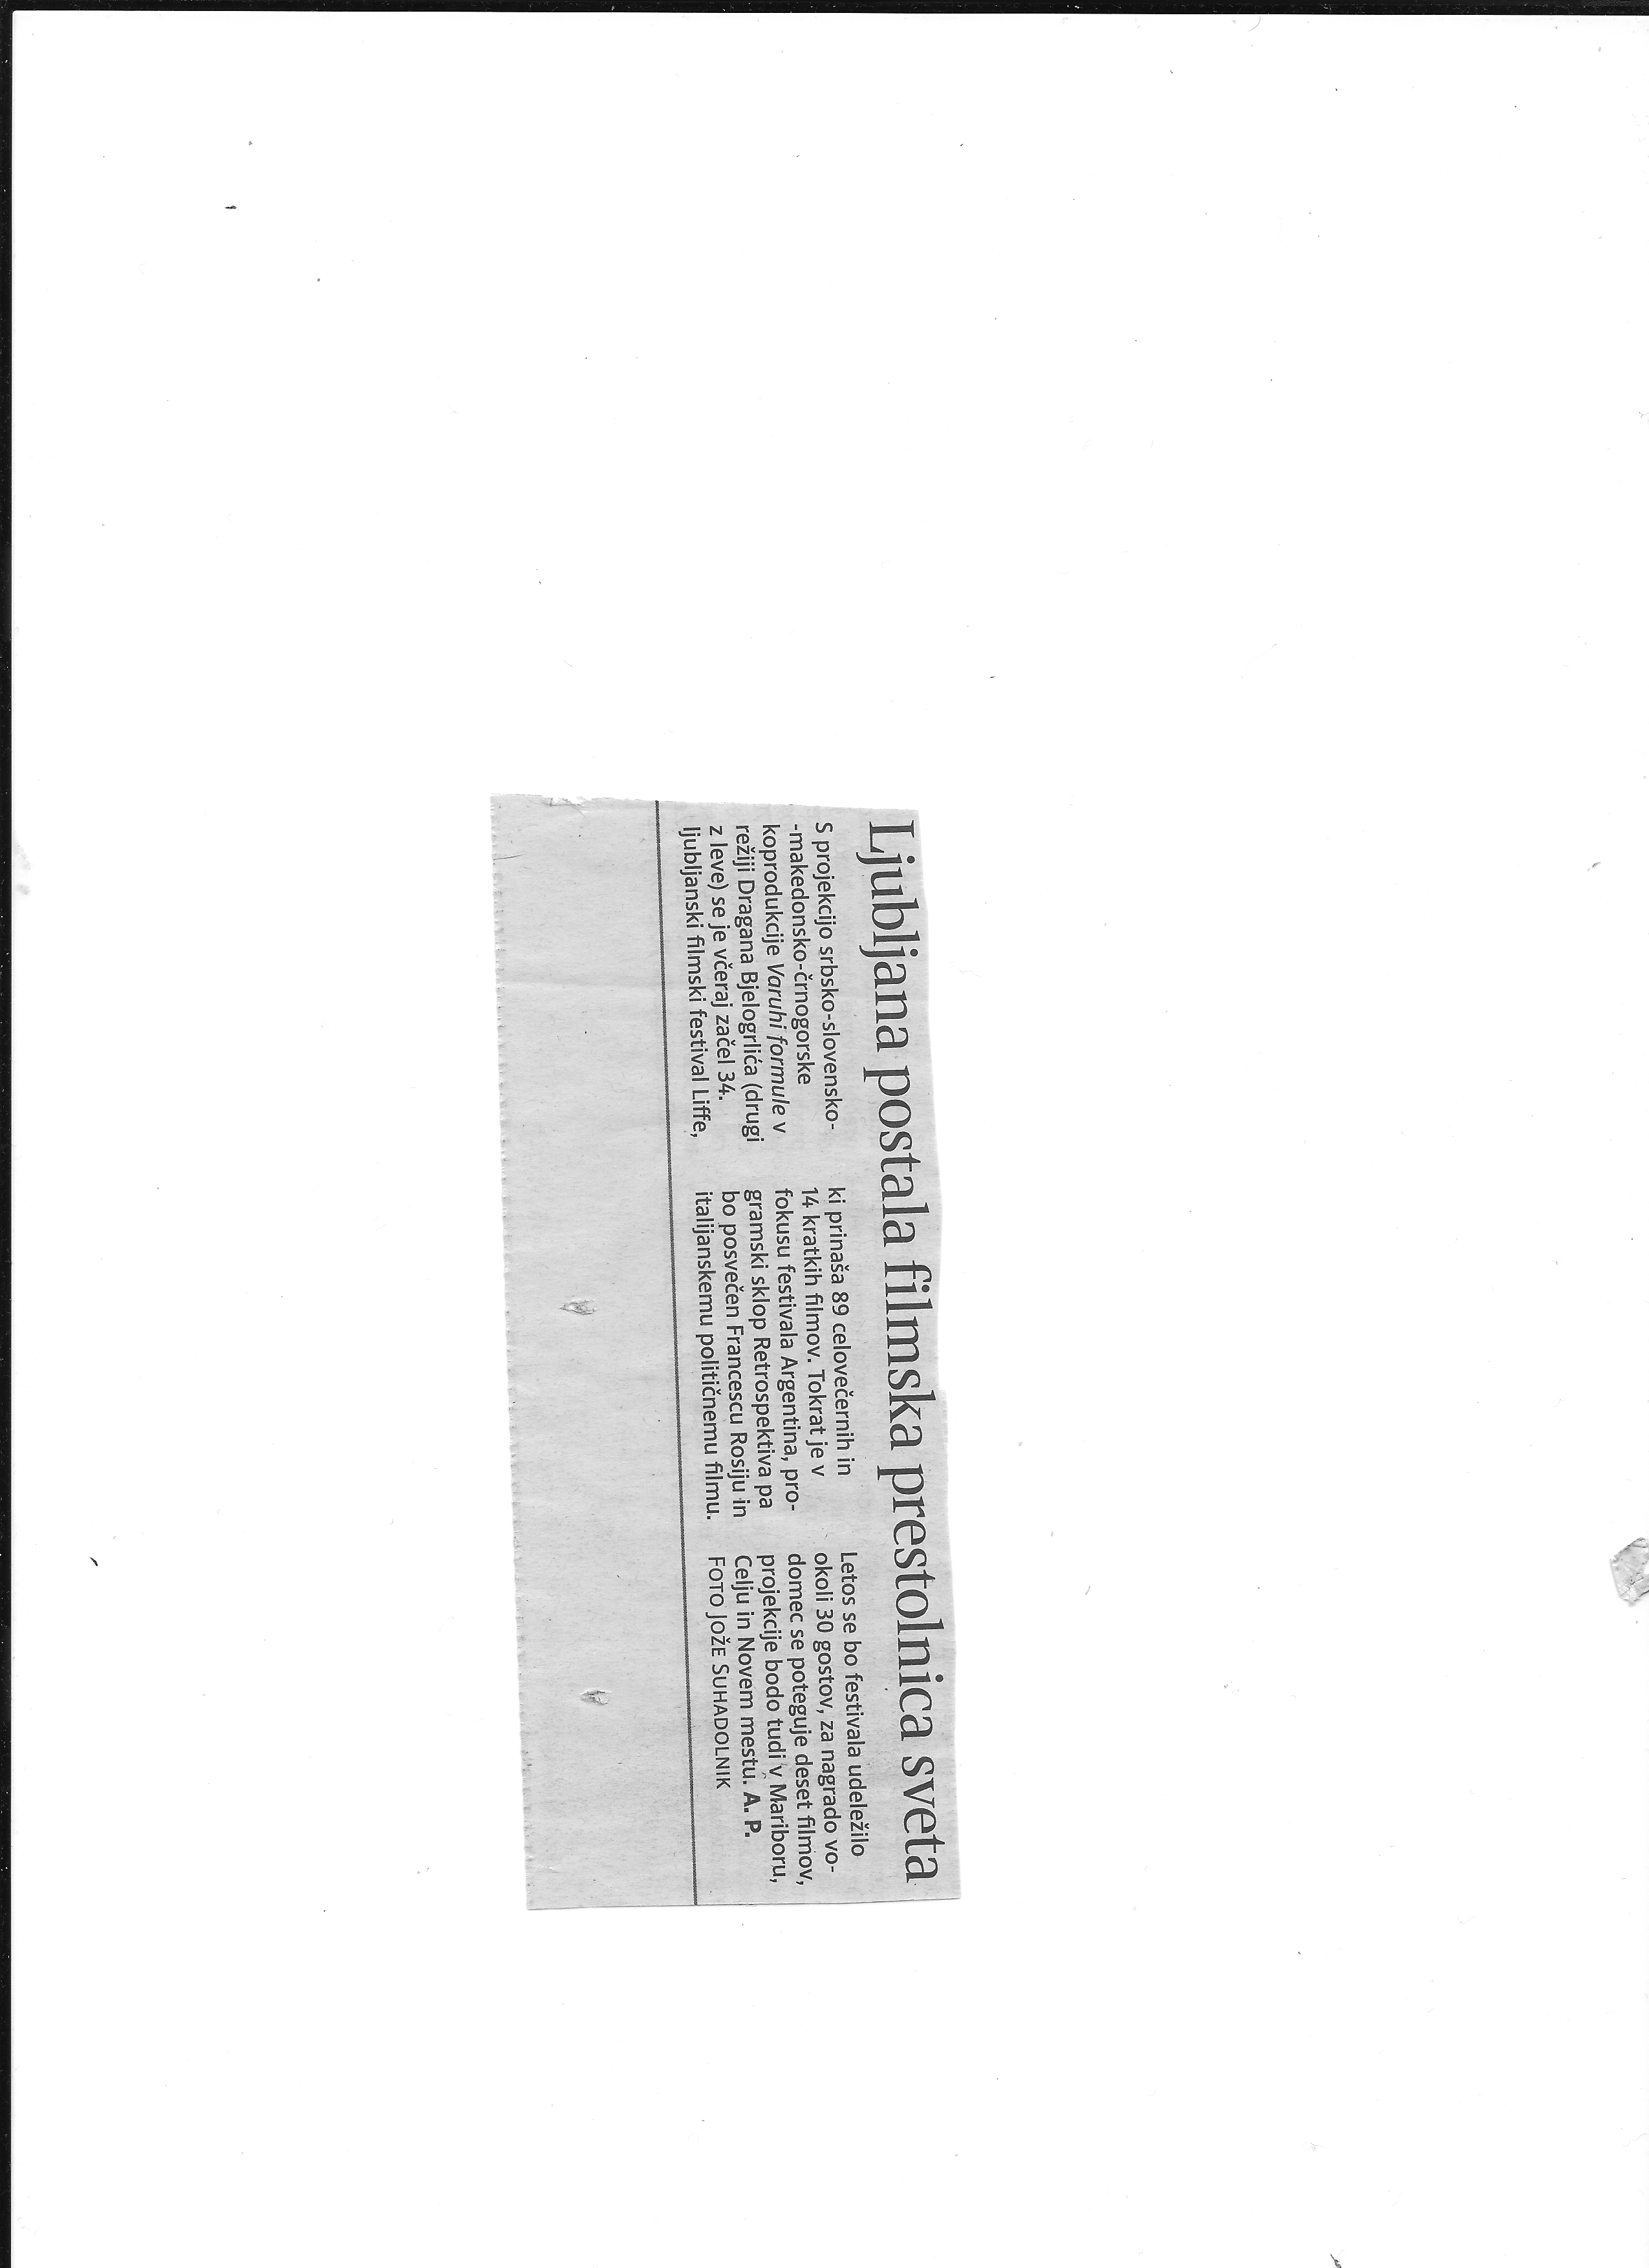 Ljubljana postala filmska prestolnica sveta
S projekcijo srbsko-slovensko-
-makedonsko-črnogorske
koprodukcije Varuhi formule v
režiji Dragana Bjelogrlića (drugi
z leve) se je včeraj začel 34.
ljubljanski filmski festival Liffe,
ki prinaša 89 celovečernih in
14 kratkih filmov. Tokrat je v
fokusu festivala Argentina, pro-
gramski sklop Retrospektiva pa
bo posvečen Francescu Rosiju in
italijanskemu političnemu filmu.
Letos se bo festivala udeležilo
okoli 30 gostov, za nagrado vo-
domec se poteguje deset filmov,
projekcije bodo tudi v Mariboru,
Celju in Novem mestu. A. P.
FOTO JOŽE SUHADOLNIK